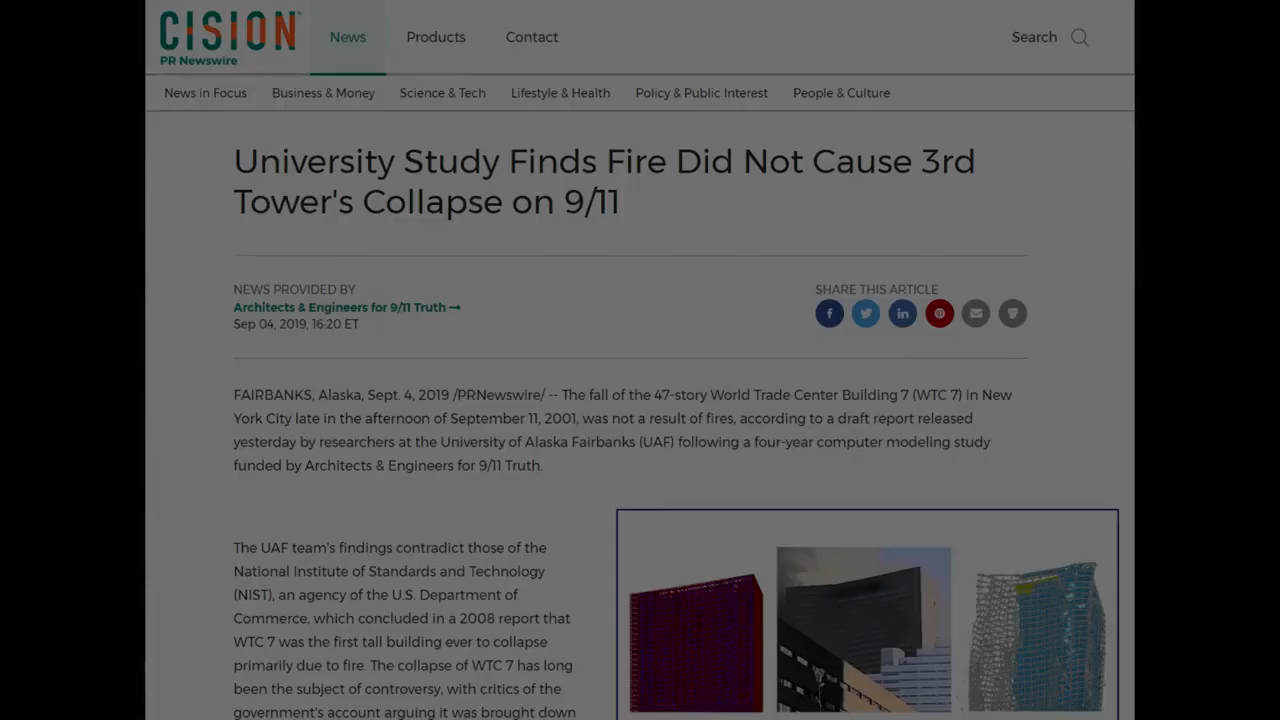 CISION
PR Newswire
News Products Contact Search
News in Focus Business & Money Science & Tech Lifestyle & Health Policy & Public Interest People & Culture
University Study Finds Fire Did Not Cause 3rd
Tower's Collapse on 9/11
NEWS PROVIDED BY
Architects & Engineers for 9/11 Truth →
Sep 04, 2019, 16:20 ET
SHARE THIS ARTICLE
FAIRBANKS, Alaska, Sept. 4, 2019 /PRNewswire/ -- The fall of the 47-story World Trade Center Building 7 (WTC 7) in New
York City late in the afternoon of September 11, 2001, was not a result of fires, according to a draft report released
yesterday by researchers at the University of Alaska Fairbanks (UAF) following a four-year computer modeling study
funded by Architects & Engineers for 9/11 Truth.
The UAF team's findings contradict those of the
National Institute of Standards and Technology
(NIST), an agency of the U.S. Department of
Commerce, which concluded in a 2008 report that
WTC 7 was the first tall building ever to collapse
primarily due to fire. The collapse of WTC 7 has long
been the subject of controversy, with critics of the
government's account arguing it was brought down